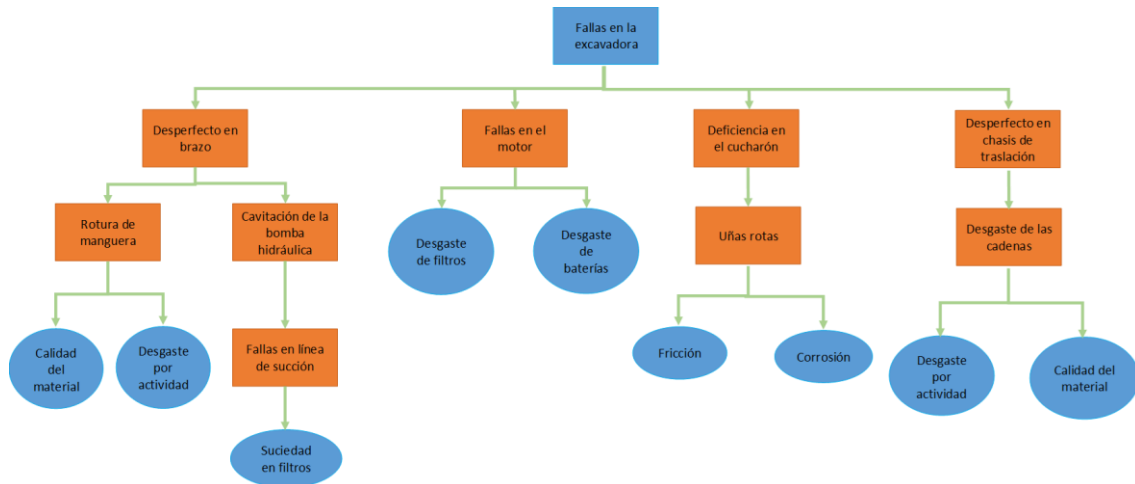 Fallas en la
excavadora
Desperfecto en
brazo
Fallas en el
motor
Deficiencia en
el cucharón
Desperfecto en
chasis de
traslación
Rotura de
manguera
Cavitación de la
bomba
hidráulica
Desgaste
de filtros
Desgaste
de
baterías
Uñas rotas
Desgaste de las
cadenas
Calidad
del
material
Desgaste
por
actividad
Fallas en línea
de succión
Fricción
Corrosión
Desgaste
por
actividad
Calidad del
material
Suciedad
en filtros